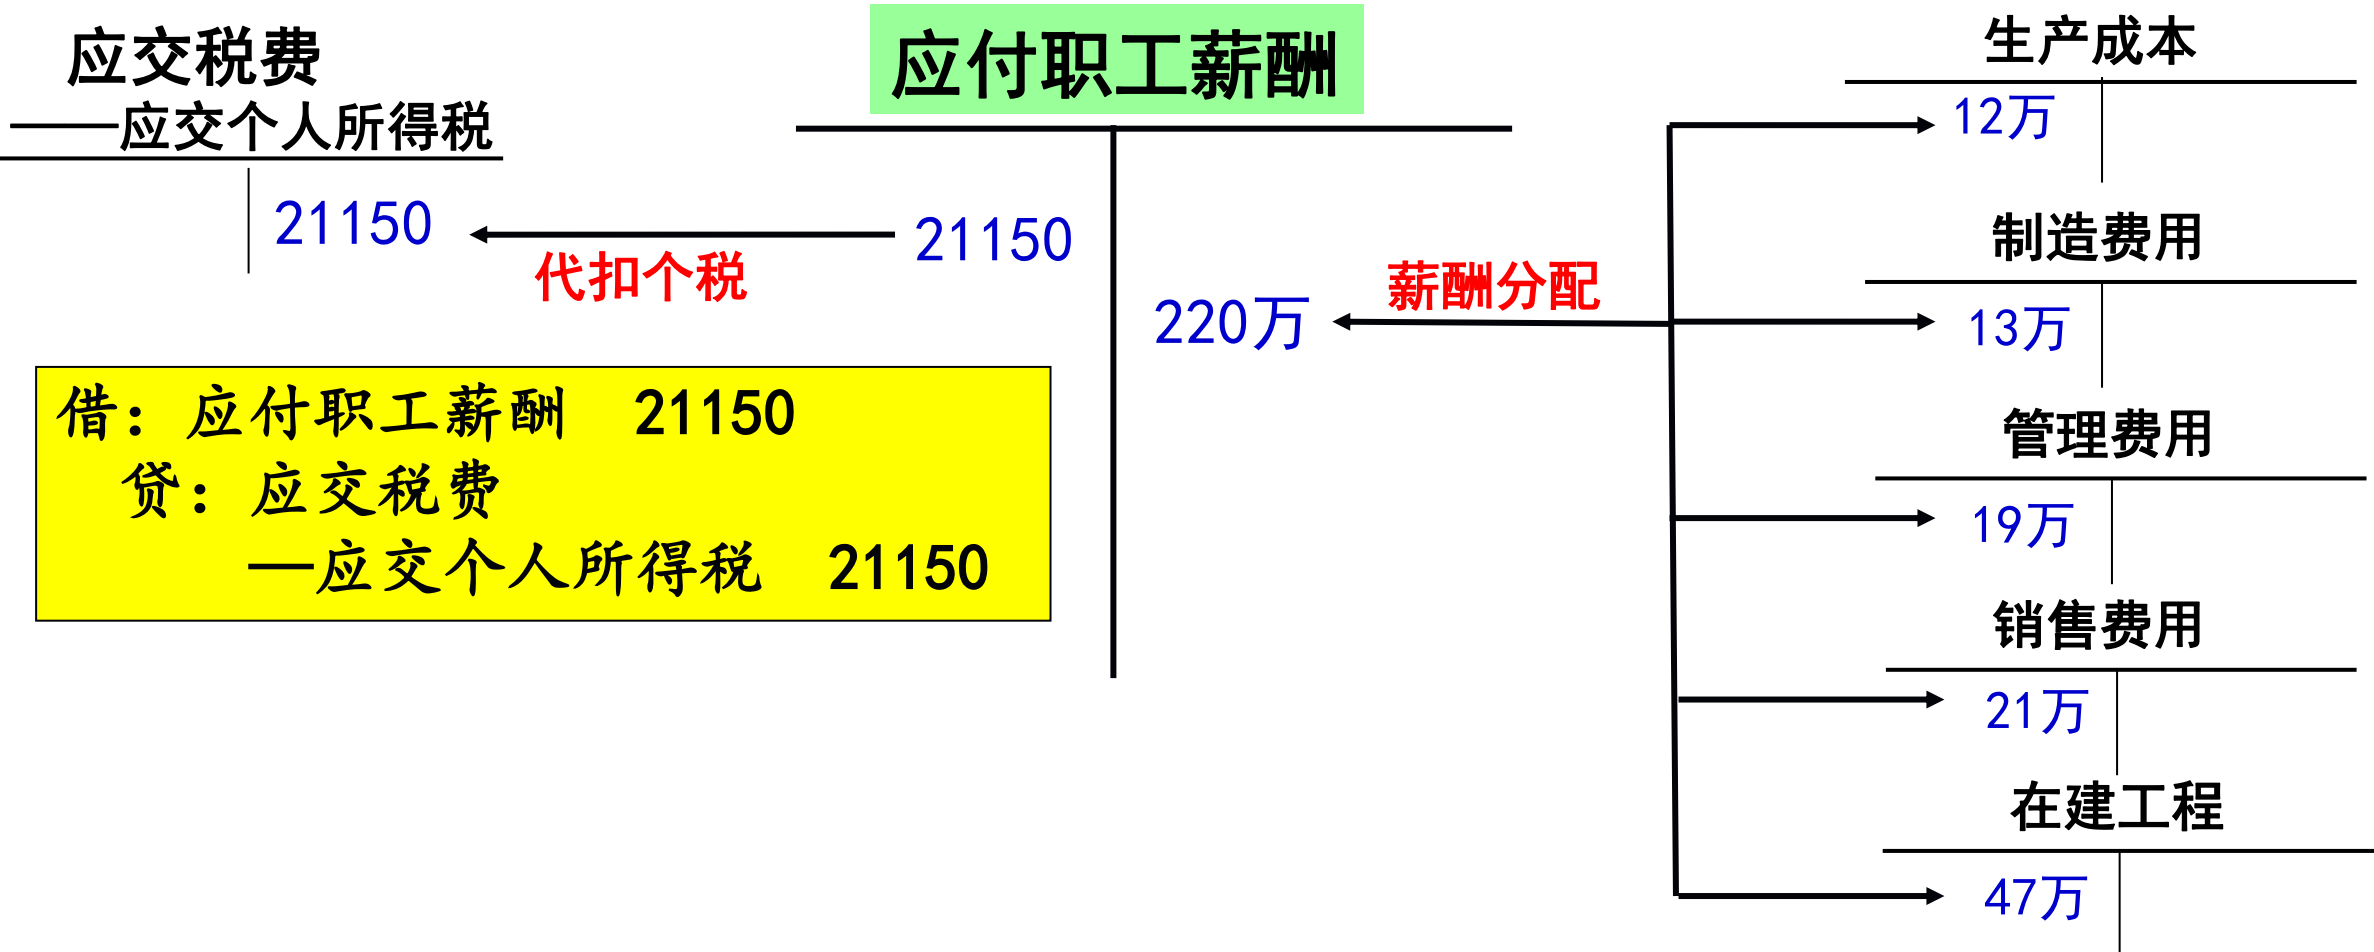 应交税费
——应交个人所得税
21150
应付职工薪酬
21150
代扣个税
220万
薪酬分配
借：应付职工薪酬 21150
贷：应交税费
—应交个人所得税 21150
生产成本
12万
制造费用
13万
管理费用
19万
销售费用
21万
在建工程
47万